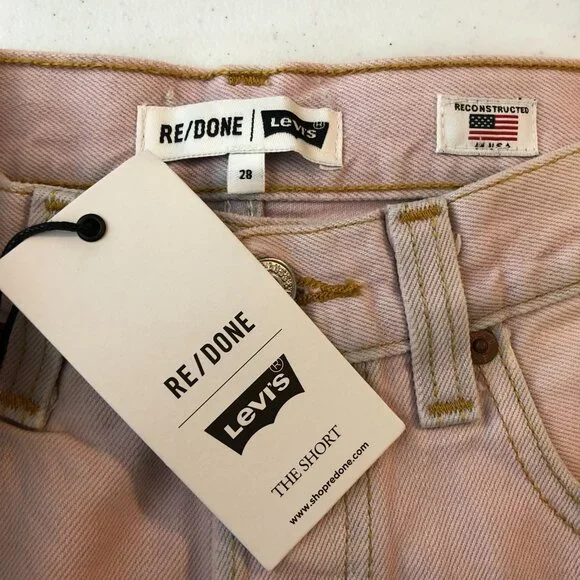 RE/DONE | Levi's®
28
RECONSTRUCTED
RE/DONE
Levi's®
THE SHORT
www.shopredone.com